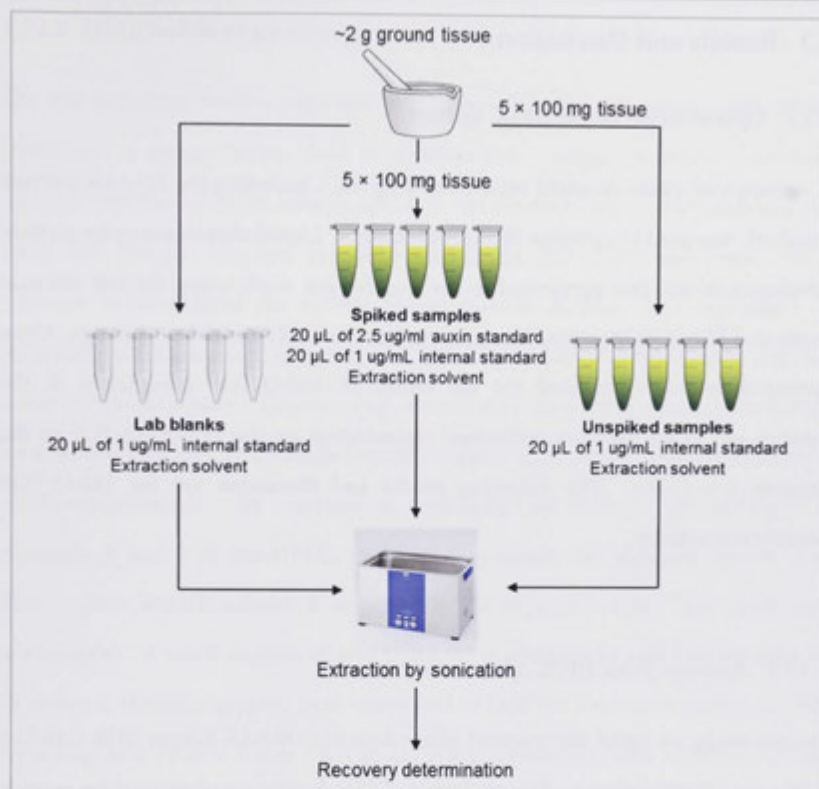 ~2 g ground tissue
5 × 100 mg tissue
5 × 100 mg tissue
Spiked samples
20 µL of 2.5 ug/ml auxin standard
20 µL of 1 ug/mL internal standard
Extraction solvent
Lab blanks
20 µL of 1 ug/mL internal standard
Extraction solvent
Unspiked samples
20 µL of 1 ug/mL internal standard
Extraction solvent
Extraction by sonication
Recovery determination